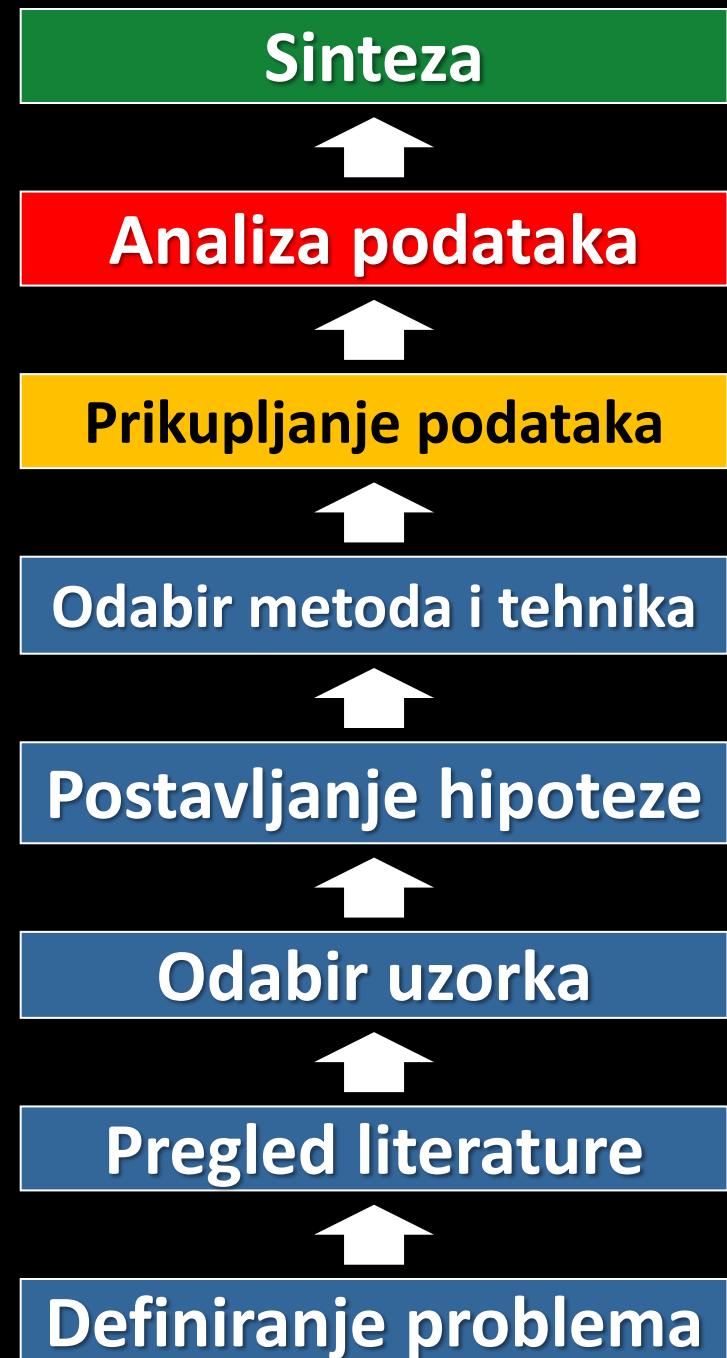 Sinteza
Analiza podataka
Prikupljanje podataka
Odabir metoda i tehnika
Postavljanje hipoteze
Odabir uzorka
Pregled literature
Definiranje problema